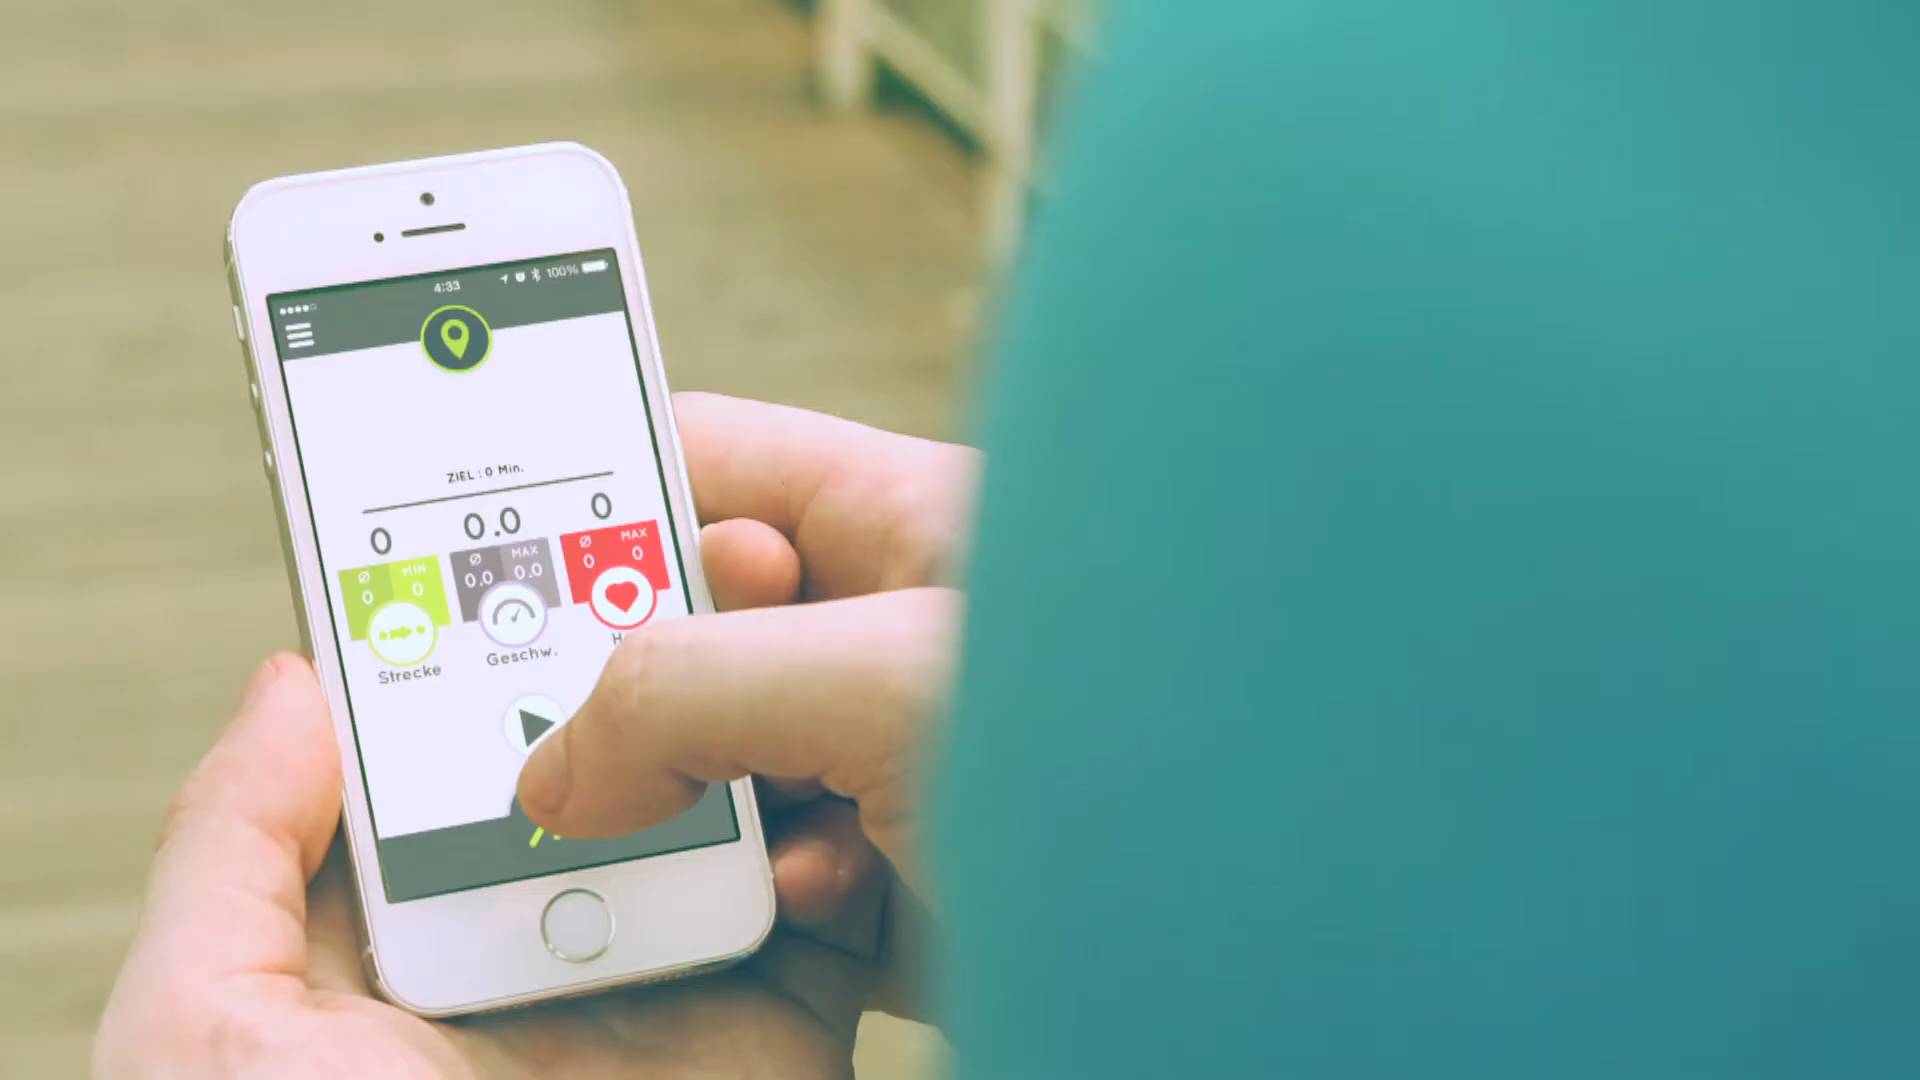 4:33 100%
ZIEL : 0 Min.
0 0.0 0
Ø MIN Ø MAX Ø MAX
0 0 0.0 0.0 0 0
Strecke Geschw.